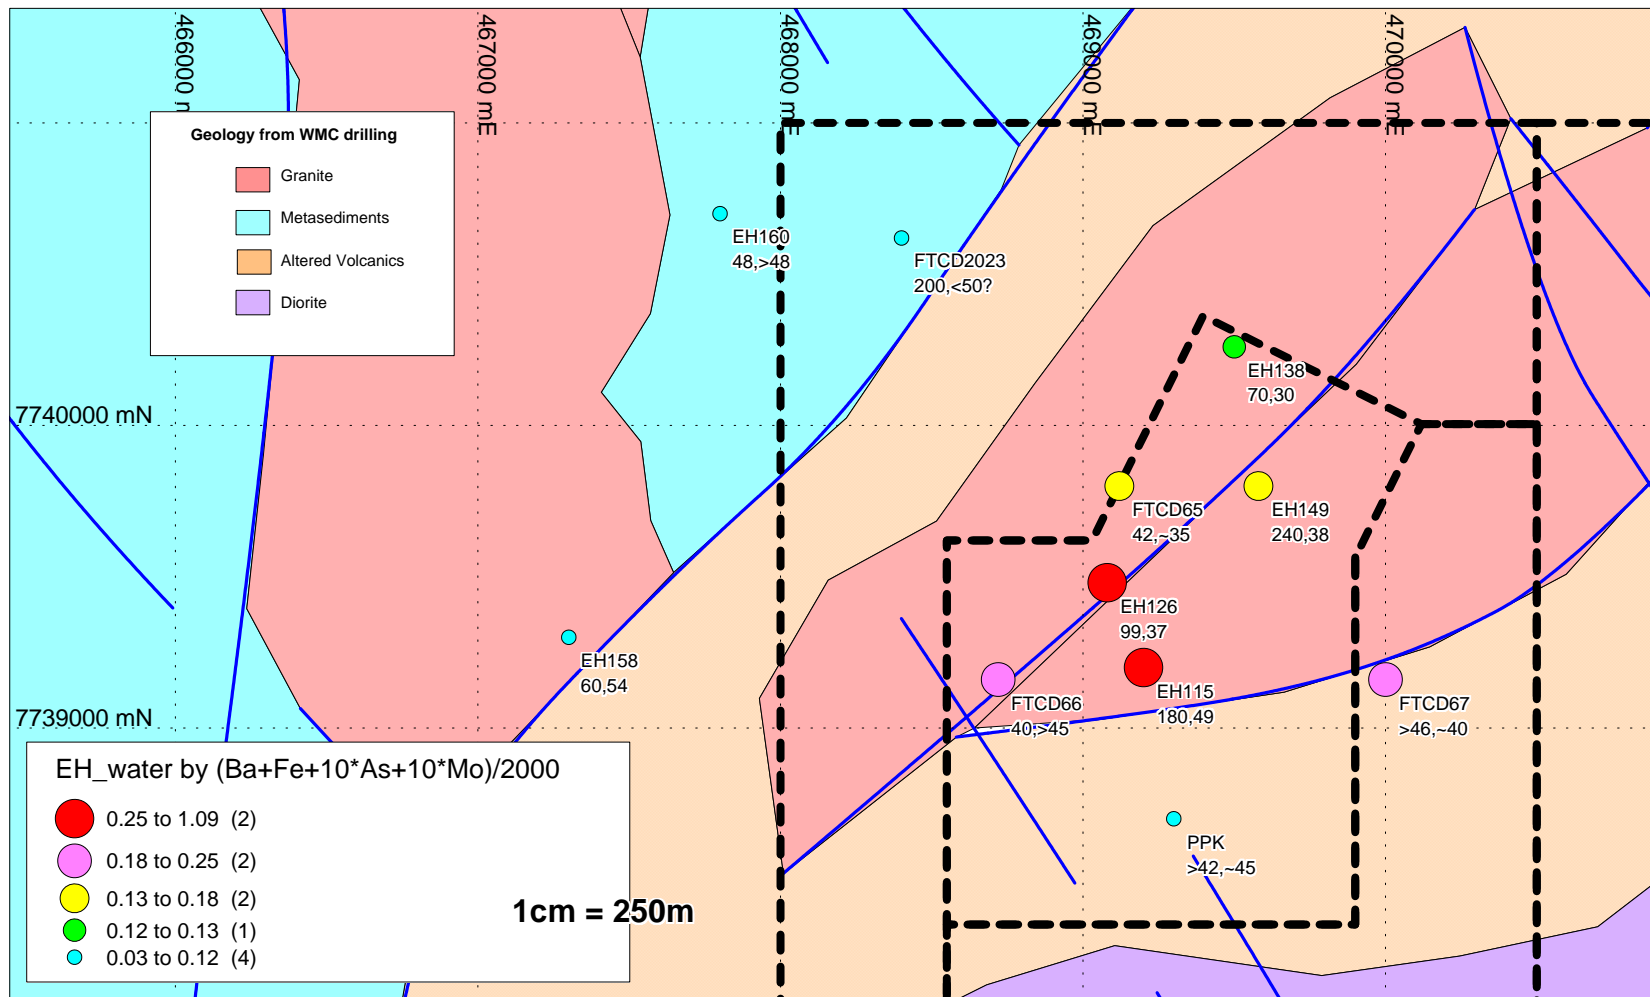 466000 m
467000 mE
468000 mE
469000 mE
470000 mE
Geology from WMC drilling
Granite
Metasediments
Altered Volcanics
Diorite
EH160
48,>48
FTCD2023
200,<50?
EH138
70,30
7740000 mN
FTCD65
42,~35
EH149
240,38
EH126
99,37
EH158
60,54
FTCD66
40,>45
EH115
180,49
FTCD67
>46,~40
7739000 mN
EH_water by (Ba+Fe+10*As+10*Mo)/2000
0.25 to 1.09 (2)
0.18 to 0.25 (2)
0.13 to 0.18 (2)
0.12 to 0.13 (1)
0.03 to 0.12 (4)
PPK
>42,~45
1cm = 250m